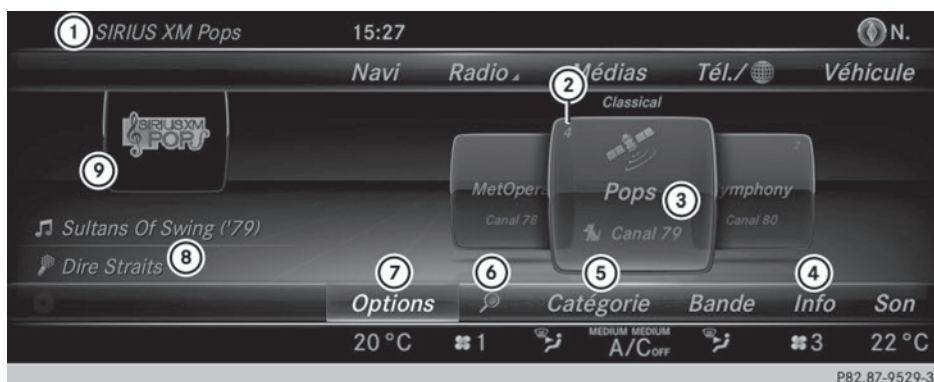 1 SIRIUS XM Pops 15:27 N.
Navi Radio Médias Tél./ Véhicule
2 Classical
SIRIUS XM POPS
4 2
9
MetOpera Pops 3 Symphony
Canal 78 Canal 79 Canal 80
Sultans Of Swing ('79)
Dire Straits 8
7 6 5 4
Options Catégorie Bande Info Son
20 °C 1 MEDIUM MEDIUM 3 22 °C
A/C OFF
P82.87-9529-3